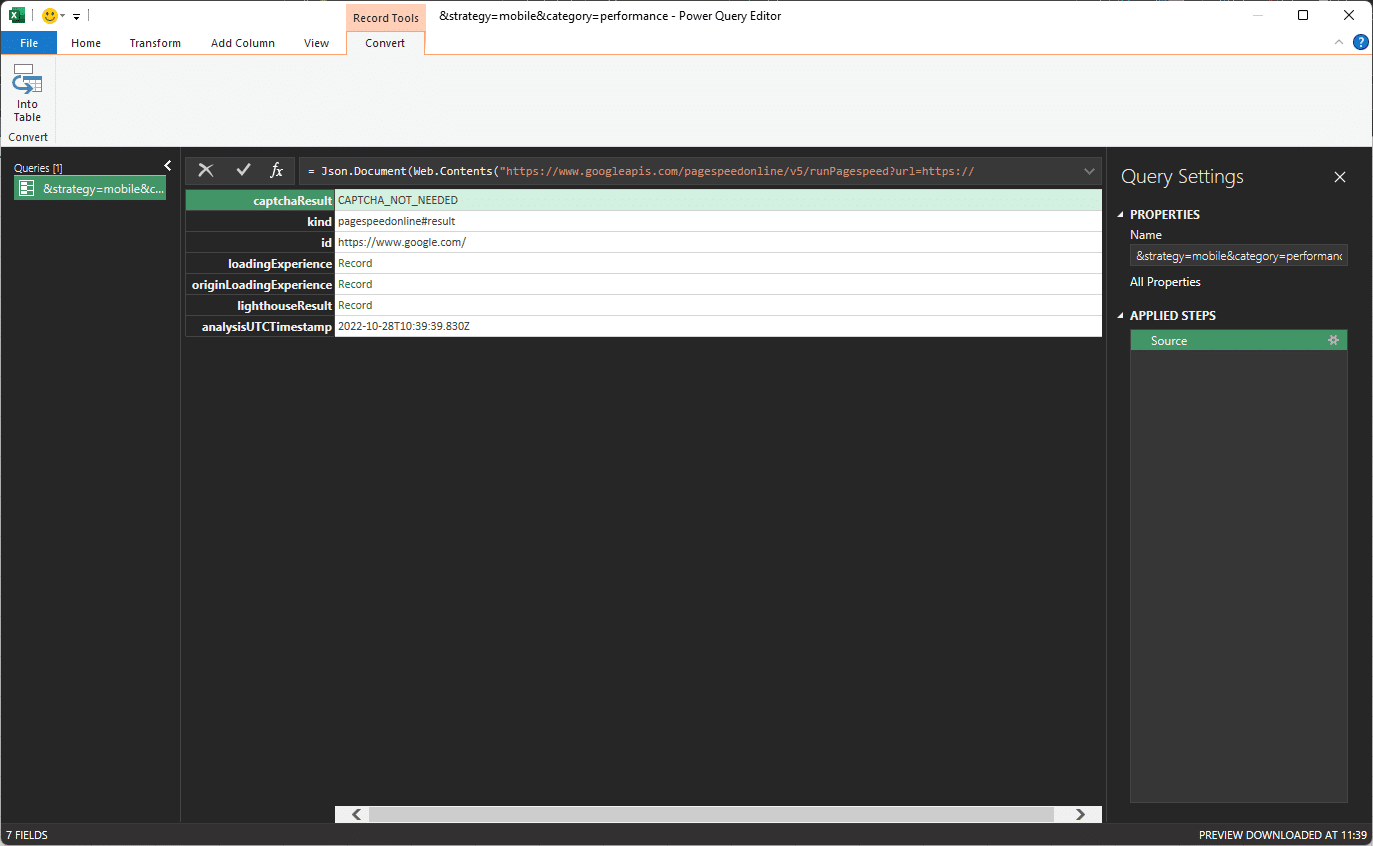 Record Tools
&strategy=mobile&category=performance - Power Query Editor
File Home Transform Add Column View Convert
?
Into
Table
Convert
Queries [1]
&strategy=mobile&c...
fx
= Json.Document(Web.Contents("https://www.googleapis.com/pagespeedonline/v5/runPagespeed?url=https://
captchaResult CAPTCHA_NOT_NEEDED
kind pagespeedonline#result
id https://www.google.com/
loadingExperience Record
originLoadingExperience Record
lighthouseResult Record
analysisUTCTimestamp 2022-10-28T10:39:39.830Z
Query Settings
PROPERTIES
Name
&strategy=mobile&category=performanc
All Properties
APPLIED STEPS
Source
7 FIELDS
PREVIEW DOWNLOADED AT 11:39